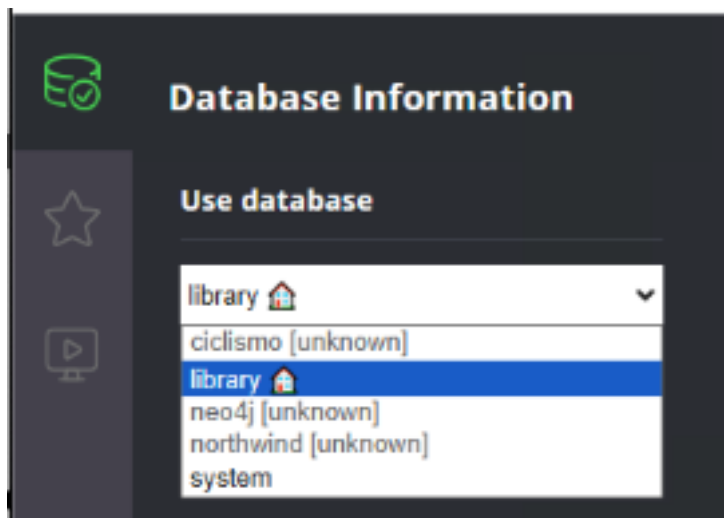 Database Information
Use database
library 🏠
ciclismo [unknown]
library 🏠
neo4j [unknown]
northwind [unknown]
system